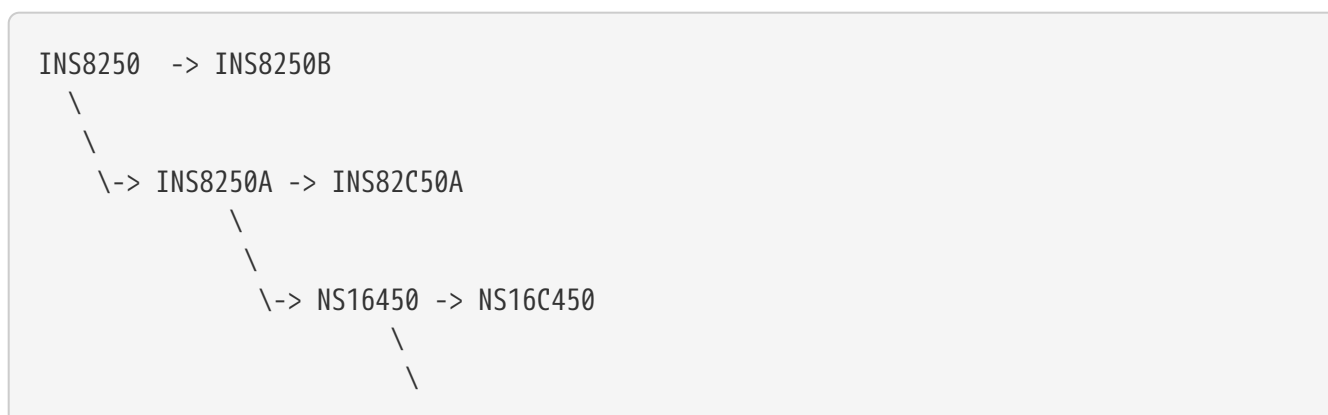 INS8250  -> INS8250B
  \
   \
    \-> INS8250A -> INS82C50A
             \
              \
               \-> NS16450 -> NS16C450
                        \
                         \